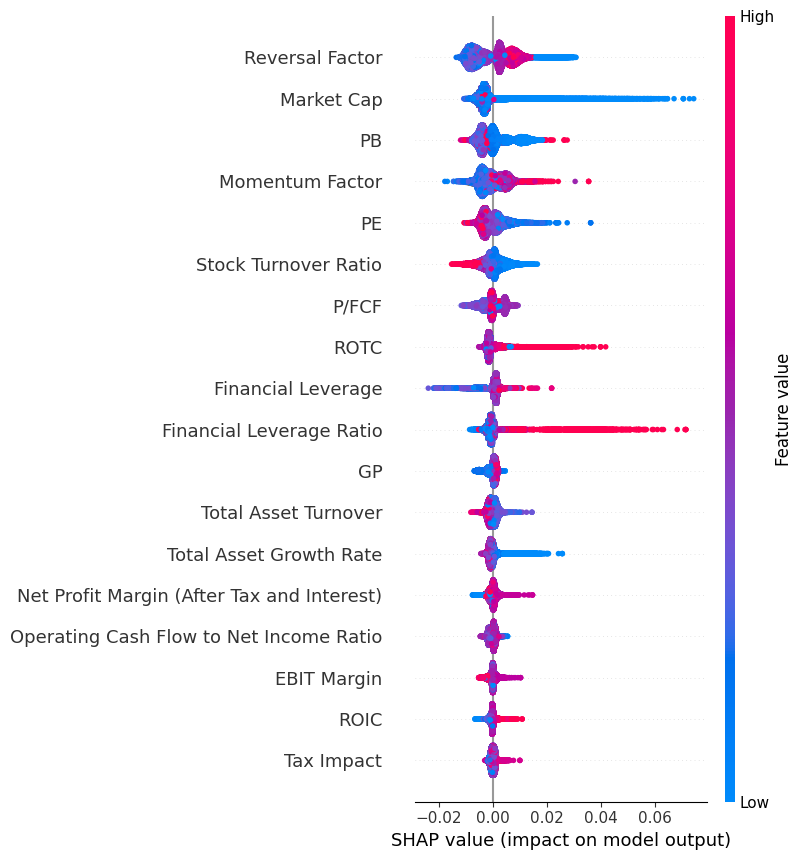 High
Reversal Factor
Market Cap
PB
Momentum Factor
PE
Stock Turnover Ratio
P/FCF
ROTC
Financial Leverage
Financial Leverage Ratio
GP
Total Asset Turnover
Total Asset Growth Rate
Net Profit Margin (After Tax and Interest)
Operating Cash Flow to Net Income Ratio
EBIT Margin
ROIC
Tax Impact
Feature value
Low
−0.02 0.00 0.02 0.04 0.06
SHAP value (impact on model output)